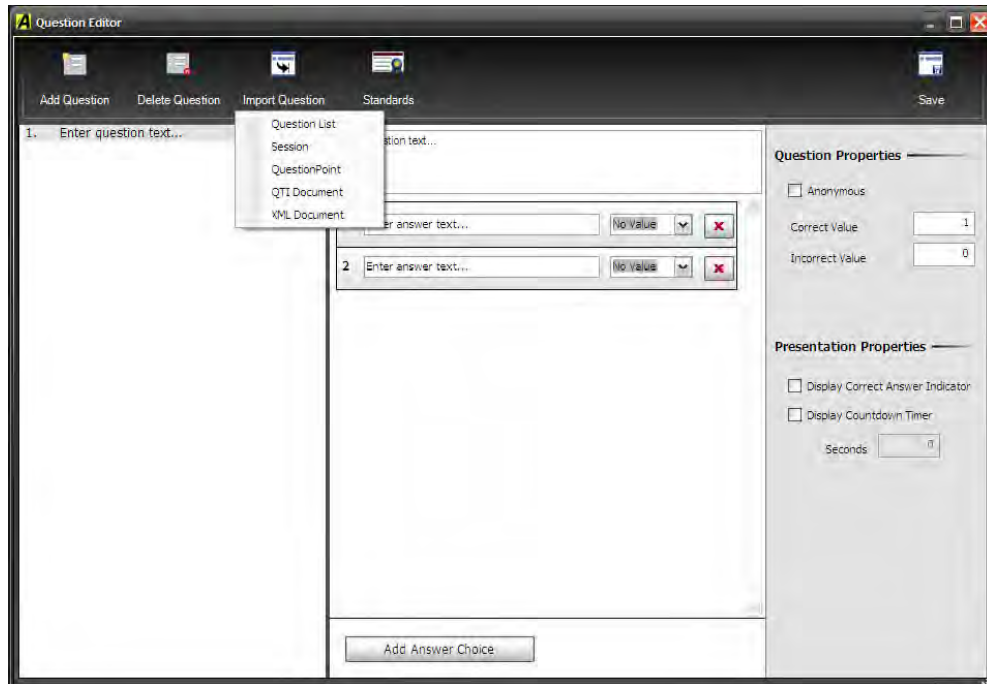 A Question Editor
Add Question Delete Question Import Question Standards Save
Question List
Session
QuestionPoint
QTI Document
XML Document
1. Enter question text...
stion text...
er answer text... No Value
2 Enter answer text... No Value
Add Answer Choice
Question Properties
Anonymous
Correct Value 1
Incorrect Value 0
Presentation Properties
Display Correct Answer Indicator
Display Countdown Timer
Seconds 0